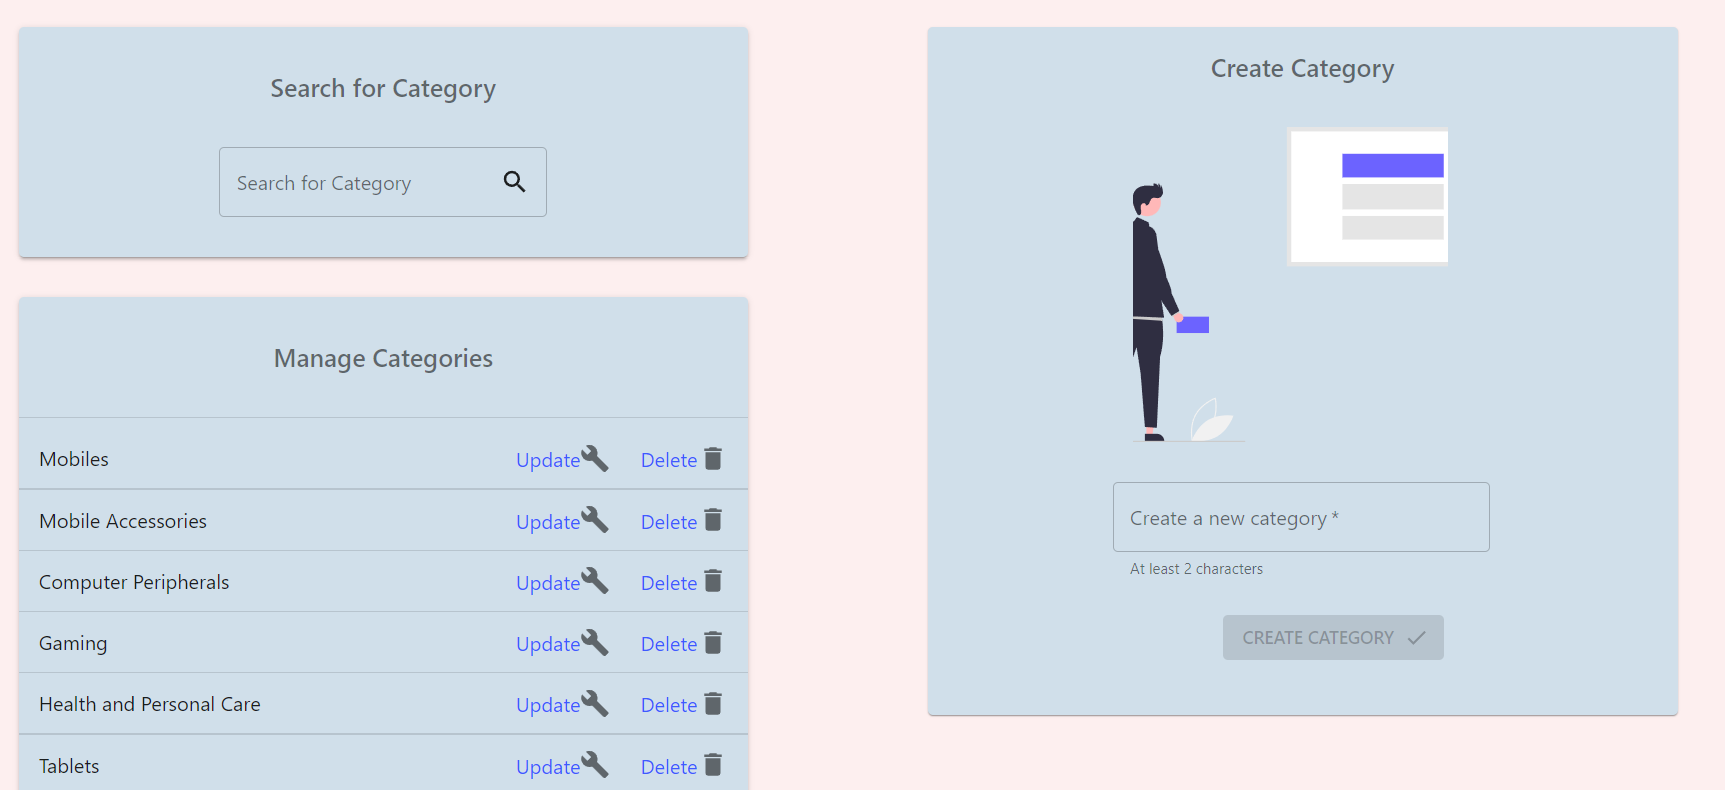 Search for Category
Search for Category
Manage Categories
Mobiles Update Delete
Mobile Accessories Update Delete
Computer Peripherals Update Delete
Gaming Update Delete
Health and Personal Care Update Delete
Tablets Update Delete
Create Category
Create a new category *
At least 2 characters
CREATE CATEGORY